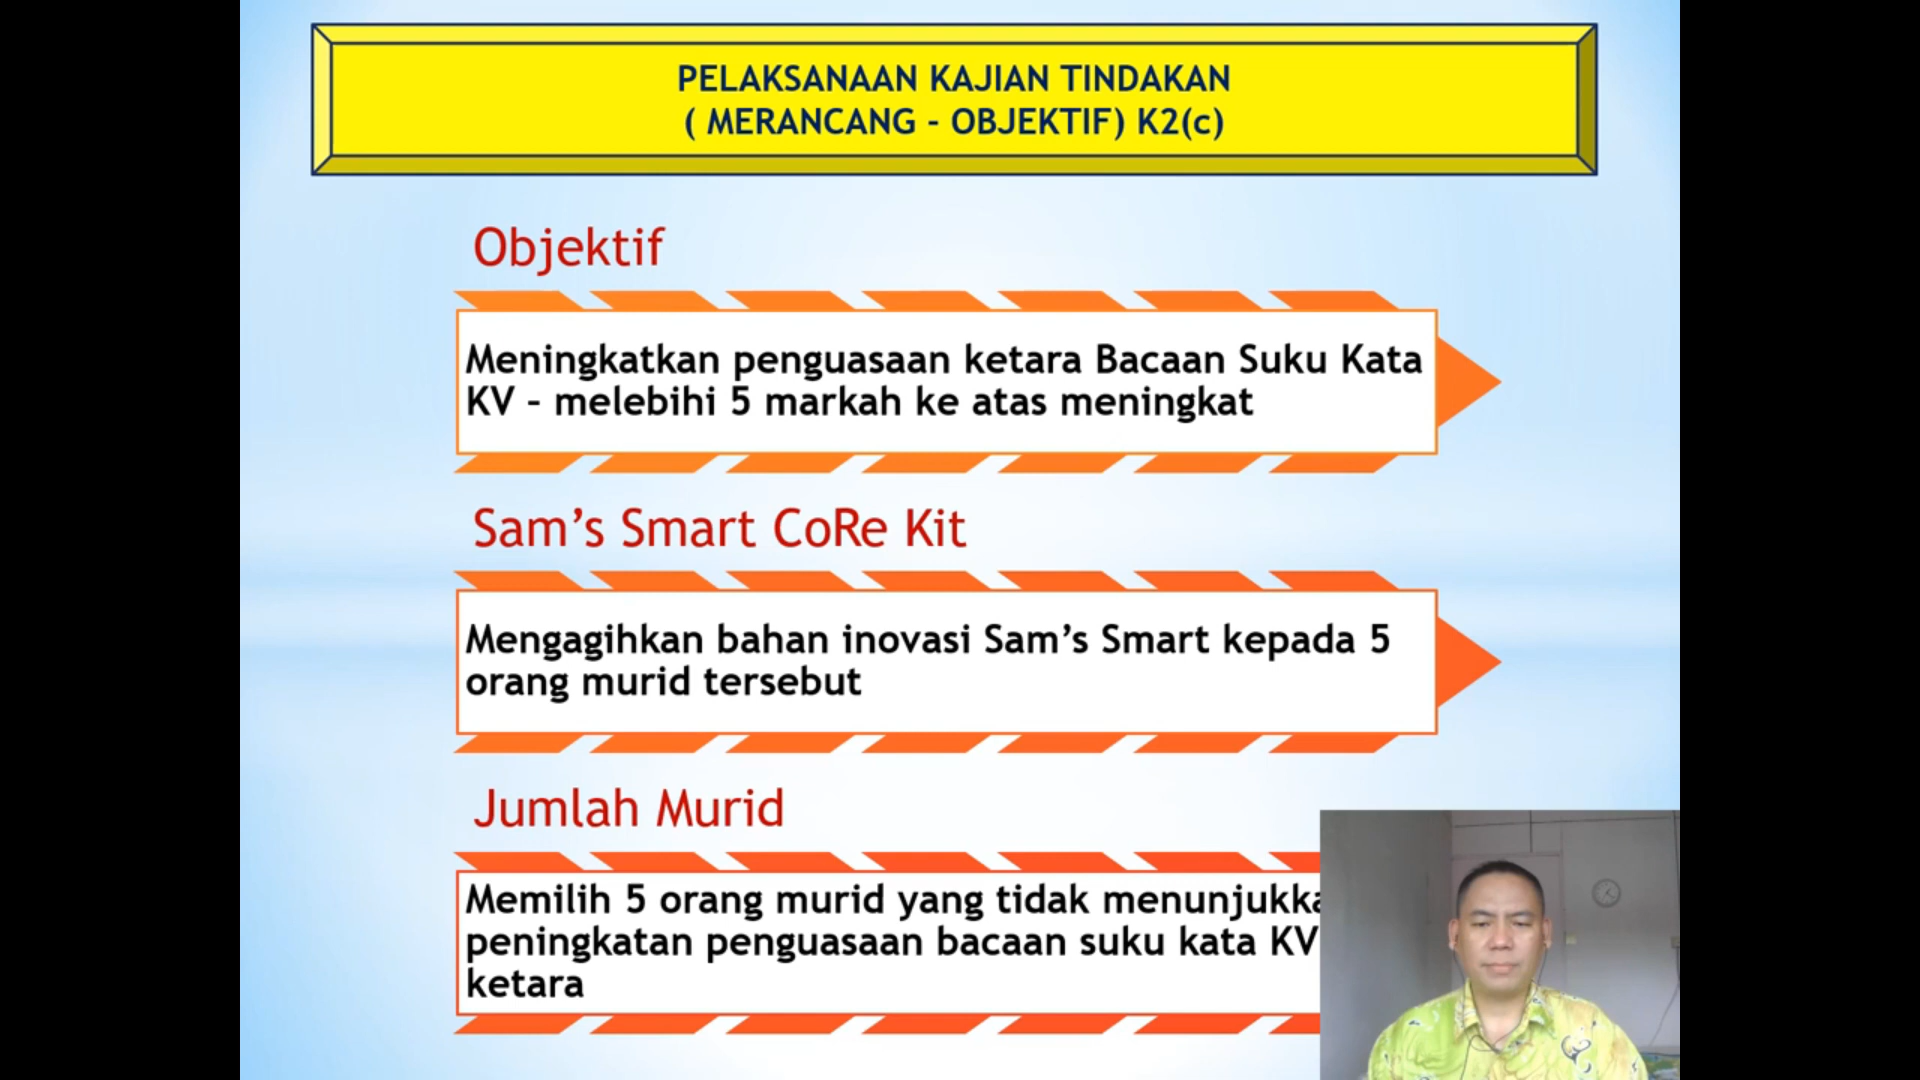 PELAKSANAAN KAJIAN TINDAKAN
( MERANCANG - OBJEKTIF) K2(c)
Objektif
Meningkatkan penguasaan ketara Bacaan Suku Kata
KV – melebihi 5 markah ke atas meningkat
Sam’s Smart CoRe Kit
Mengagihkan bahan inovasi Sam’s Smart kepada 5
orang murid tersebut
Jumlah Murid
Memilih 5 orang murid yang tidak
peningkatan penguasaan bacaan suku kata KV
ketara